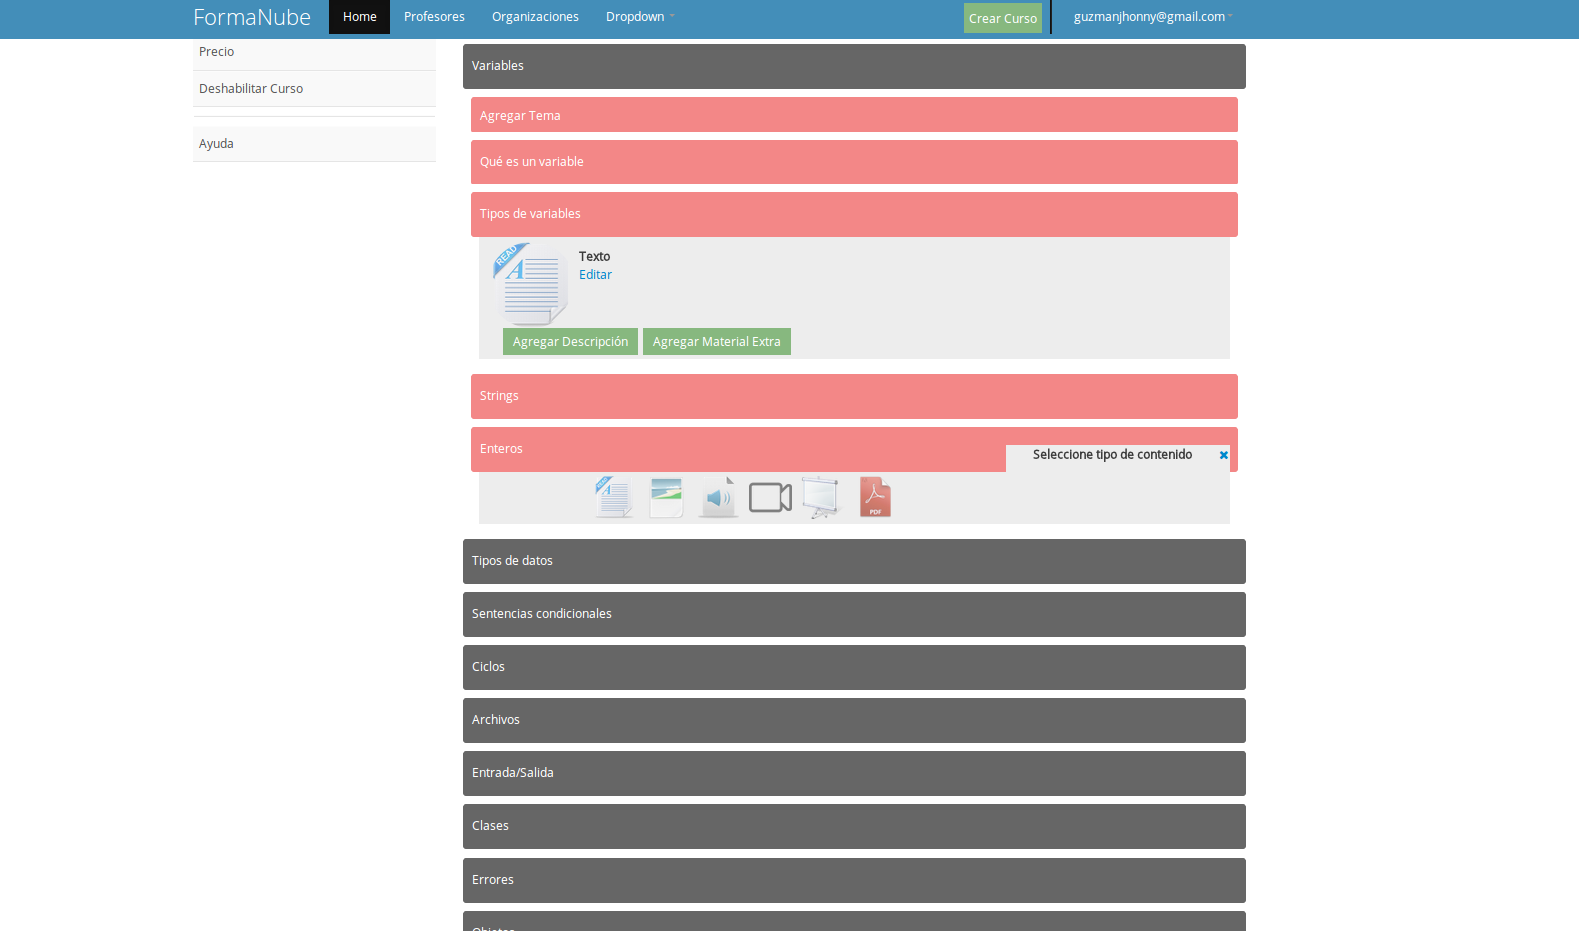 FormaNube Home Profesores Organizaciones Dropdown Crear Curso guzmanjhonny@gmail.com
Precio
Deshabilitar Curso
Ayuda
Variables
Agregar Tema
Qué es un variable
Tipos de variables
READ
A
Texto
Editar
Agregar Descripción Agregar Material Extra
Strings
Enteros
Seleccione tipo de contenido
PDF
Tipos de datos
Sentencias condicionales
Ciclos
Archivos
Entrada/Salida
Clases
Errores
Objetos